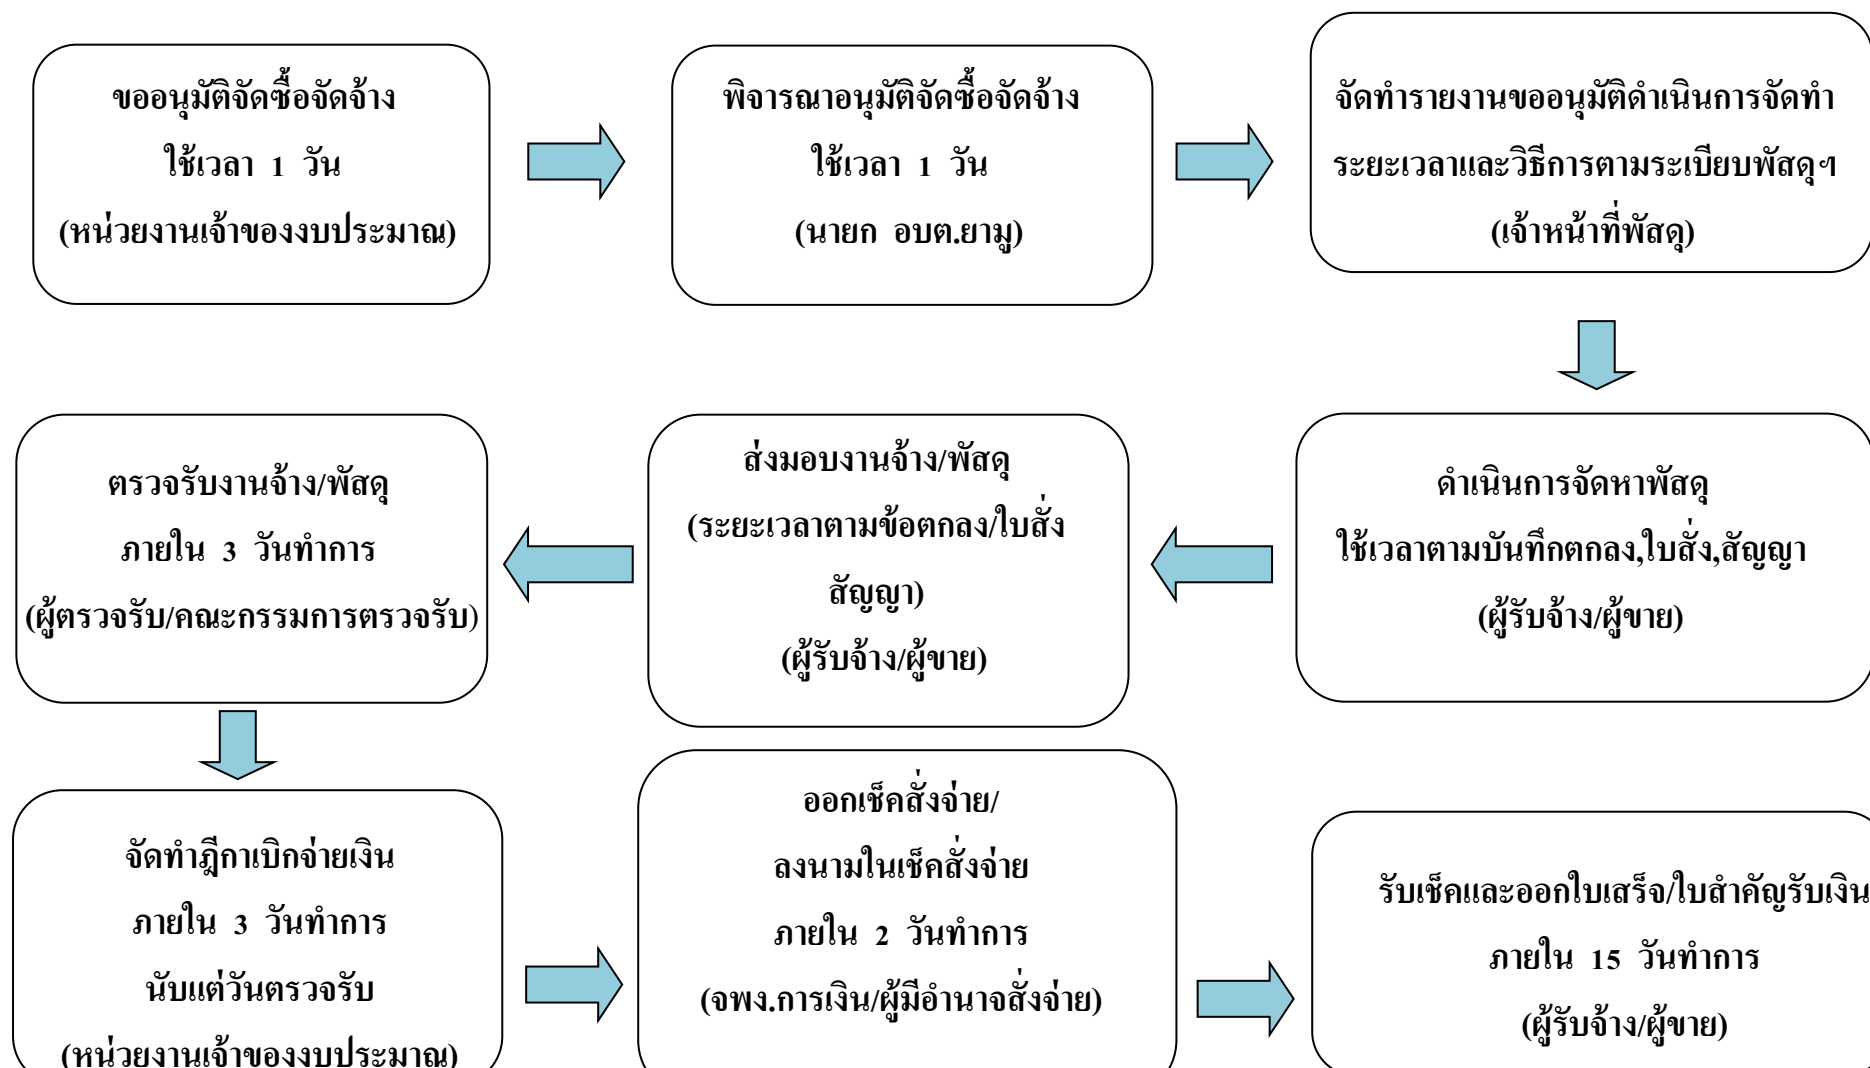 ขออนุมัติจัดซื้อจัดจ้าง
ใช้เวลา 1 วัน
(หน่วยงานเจ้าของงบประมาณ)
พิจารณาอนุมัติจัดซื้อจัดจ้าง
ใช้เวลา 1 วัน
(นายก อบต.ยามู)
จัดทำรายงานขออนุมัติดำเนินการจัดทำ
ระยะเวลาและวิธีการตามระเบียบพัสดุฯ
(เจ้าหน้าที่พัสดุ)
ดำเนินการจัดหาพัสดุ
ใช้เวลาตามบันทึกตกลง,ใบสั่ง,สัญญา
(ผู้รับจ้าง/ผู้ขาย)
ส่งมอบงานจ้าง/พัสดุ
(ระยะเวลาตามข้อตกลง/ใบสั่ง
สัญญา)
(ผู้รับจ้าง/ผู้ขาย)
ตรวจรับงานจ้าง/พัสดุ
ภายใน 3 วันทำการ
(ผู้ตรวจรับ/คณะกรรมการตรวจรับ)
จัดทำฎีกาเบิกจ่ายเงิน
ภายใน 3 วันทำการ
นับแต่วันตรวจรับ
(หน่วยงานเจ้าของงบประมาณ)
ออกเช็คสั่งจ่าย/
ลงนามในเช็คสั่งจ่าย
ภายใน 2 วันทำการ
(จพง.การเงิน/ผู้มีอำนาจสั่งจ่าย)
รับเช็คและออกใบเสร็จ/ใบสำคัญรับเงิน
ภายใน 15 วันทำการ
(ผู้รับจ้าง/ผู้ขาย)